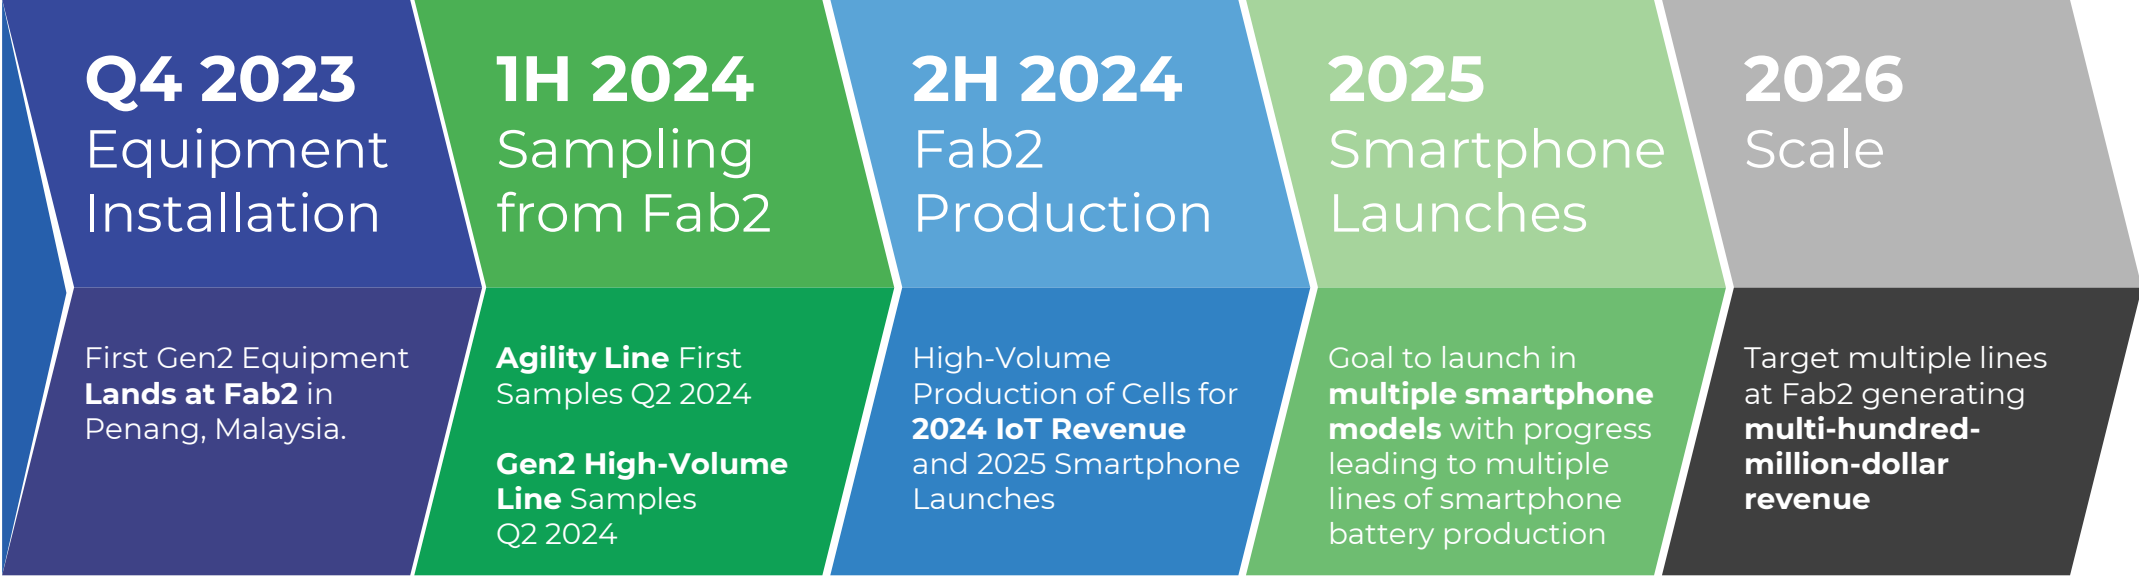 Q4 2023
Equipment
Installation
First Gen2 Equipment
Lands at Fab2 in
Penang, Malaysia.
1H 2024
Sampling
from Fab2
Agility Line First
Samples Q2 2024
Gen2 High-Volume
Line Samples
Q2 2024
2H 2024
Fab2
Production
High-Volume
Production of Cells for
2024 IoT Revenue
and 2025 Smartphone
Launches
2025
Smartphone
Launches
Goal to launch in
multiple smartphone
models with progress
leading to multiple
lines of smartphone
battery production
2026
Scale
Target multiple lines
at Fab2 generating
multi-hundred-
million-dollar
revenue